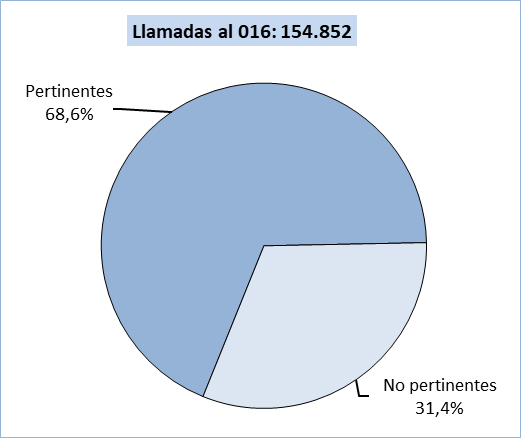 Llamadas al 016: 154.852
Pertinentes
68,6%
No pertinentes
31,4%